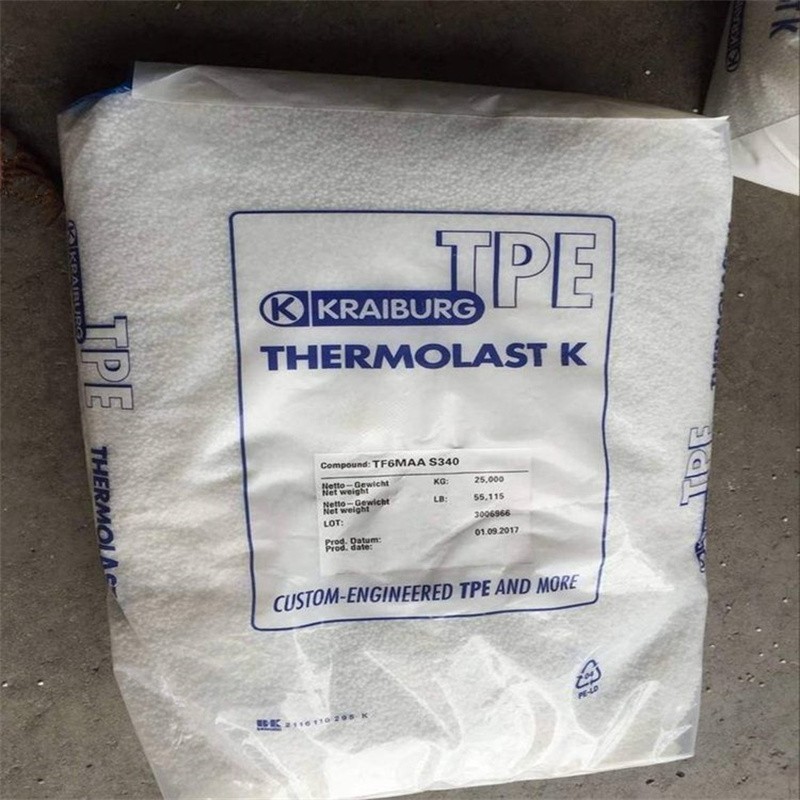 TPE
K KRAIBURG
THERMOLAST K
Compound: TF6MAA S340
Netto-Gewicht KG: 25,000
Net weight
Netto-Gewicht LB: 55,115
Net weight
LOT: 3006966
Prod. Datum: 01.09.2017
Prod. date:
CUSTOM-ENGINEERED TPE AND MORE
04
PE-LD
K KRAIBURG
TPE
THERMOLAST
TPE